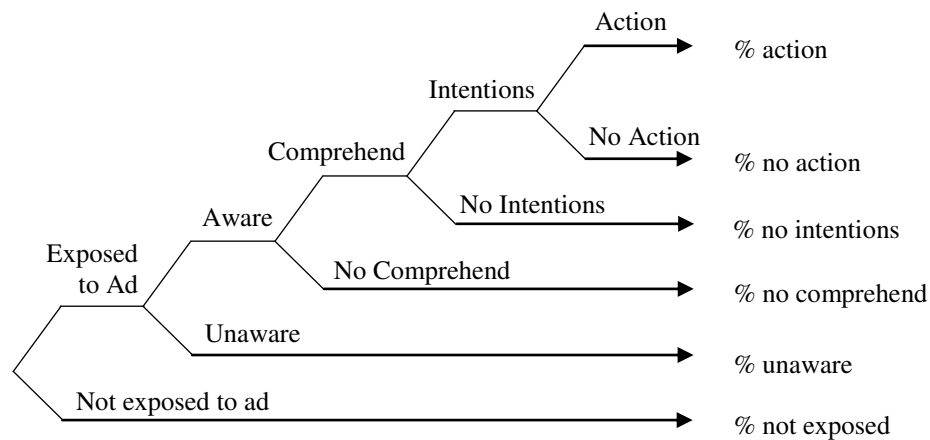 Action
% action
Intentions
No Action
% no action
Comprehend
No Intentions
% no intentions
Aware
No Comprehend
% no comprehend
Exposed
to Ad
Unaware
% unaware
Not exposed to ad
% not exposed